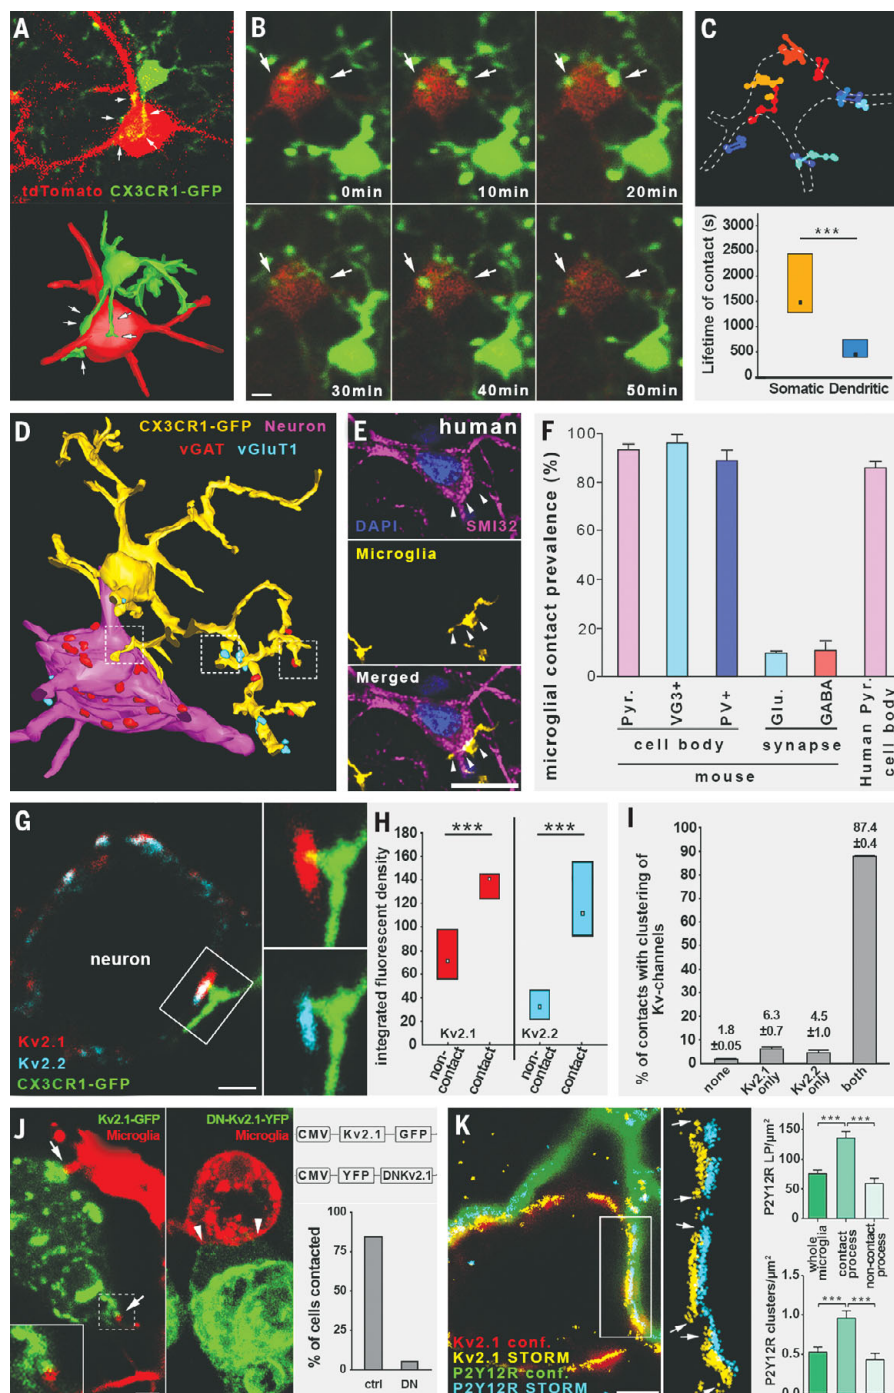 A
tdTomato CX3CR1-GFP
B
0min
10min
20min
30min
40min
50min
C
Lifetime of contact (s)
3000
2500
2000
1500
1000
500
***
Somatic Dendritic
D
CX3CR1-GFP Neuron
vGAT vGluT1
E
human
DAPI SMI32
Microglia
Merged
F
microglial contact prevalence (%)
100
80
60
40
20
0
Pyr.
VG3+
PV+
Glu.
GABA
Human Pyr.
cell body
cell body
synapse
mouse
G
neuron
Kv2.1
Kv2.2
CX3CR1-GFP
H
integrated fluorescent density
180
160
140
120
100
80
60
40
20
0
***
***
Kv2.1
Kv2.2
non-
contact
contact
non-
contact
contact
I
% of contacts with clustering of
Kv-channels
100
90
80
70
60
50
40
30
20
10
0
1.8
±0.05
6.3
±0.7
4.5
±1.0
87.4
±0.4
none
Kv2.1
only
Kv2.2
only
both
J
Kv2.1-GFP
Microglia
DN-Kv2.1-YFP
Microglia
CMV Kv2.1 GFP
CMV YFP DNKv2.1
% of cells contacted
100
75
50
25
0
ctrl DN
K
Kv2.1 conf.
Kv2.1 STORM
P2Y12R conf.
P2Y12R STORM
P2Y12R LP/µm²
150
100
50
0
*** ***
whole
microglia
contact
process
non-contact
process
P2Y12R clusters/µm²
1.5
1.0
0.5
0.0
*** ***